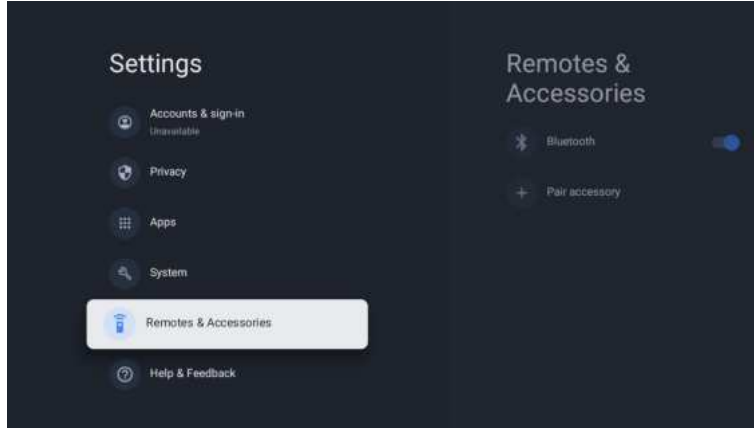 Settings
Accounts & sign-in
Unavailable
Privacy
Apps
System
Remotes & Accessories
Help & Feedback
Remotes &
Accessories
Bluetooth
Pair accessory